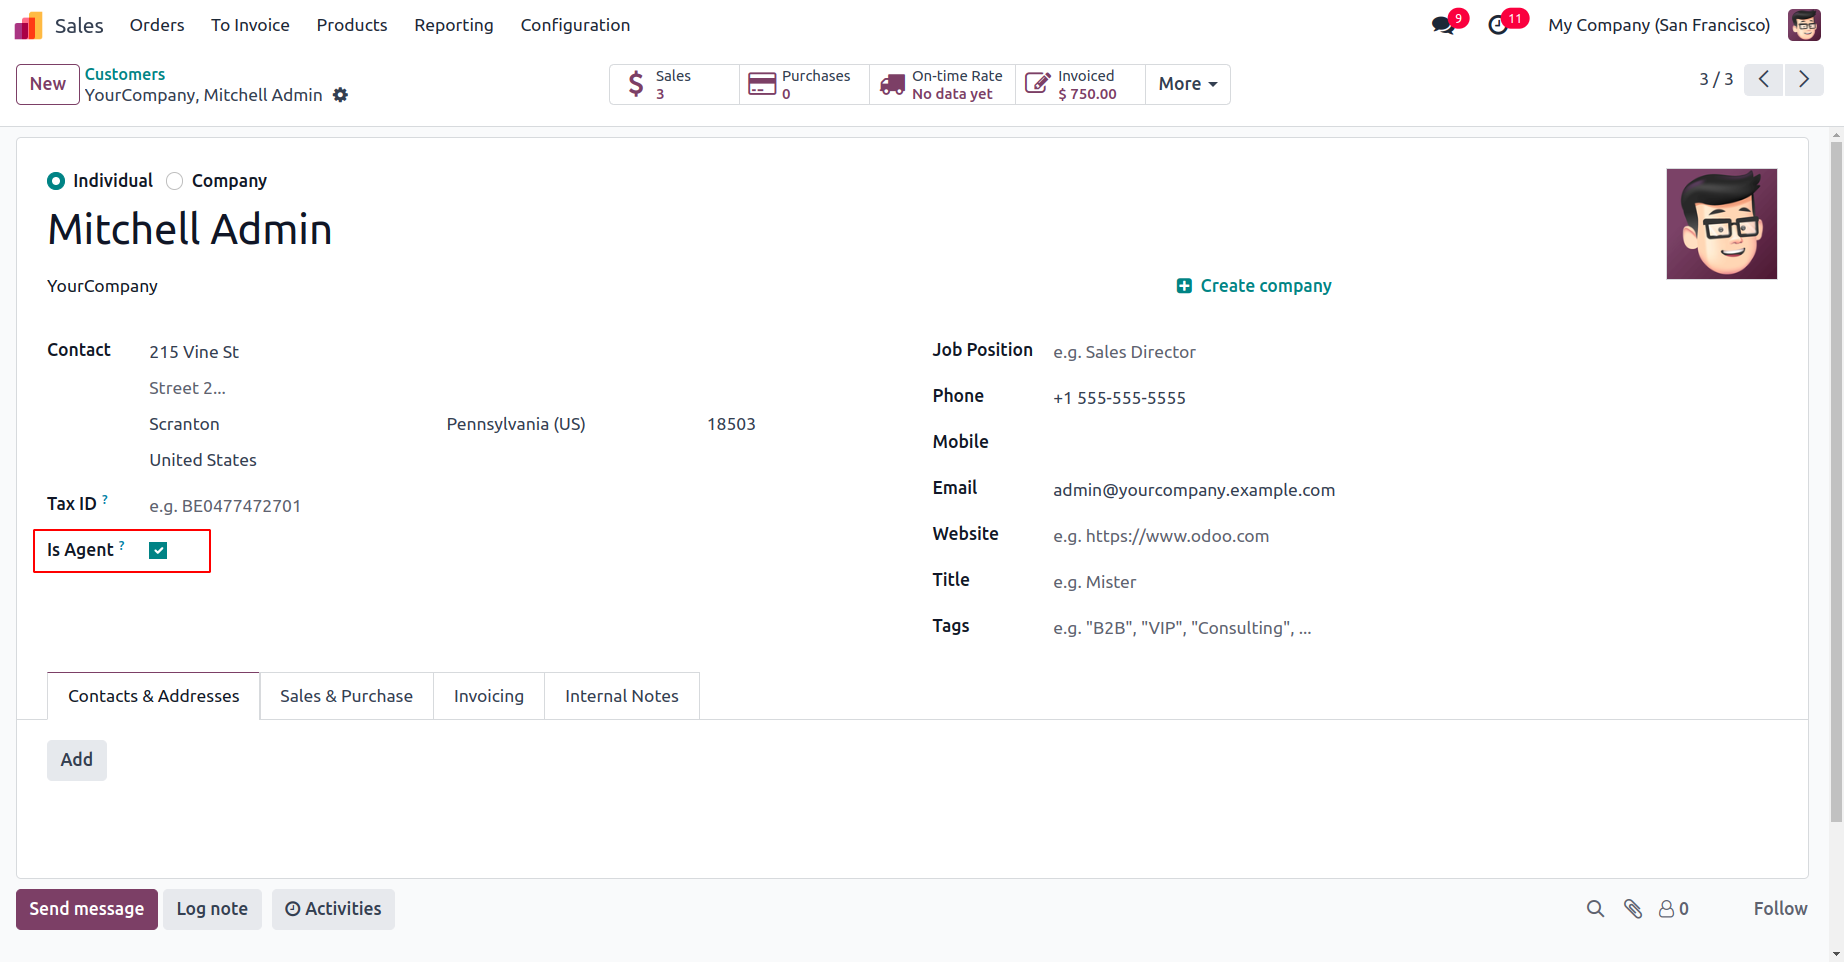 Sales Orders To Invoice Products Reporting Configuration 9 11 My Company (San Francisco)
New Customers
YourCompany, Mitchell Admin
Sales
3
Purchases
0
On-time Rate
No data yet
Invoiced
$ 750.00
More
3 / 3
Individual Company
Mitchell Admin
YourCompany
Create company
Contact 215 Vine St
Street 2...
Scranton Pennsylvania (US) 18503
United States
Tax ID ? e.g. BE0477472701
Is Agent ?
Job Position e.g. Sales Director
Phone +1 555-555-5555
Mobile
Email admin@yourcompany.example.com
Website e.g. https://www.odoo.com
Title e.g. Mister
Tags e.g. "B2B", "VIP", "Consulting", ...
Contacts & Addresses Sales & Purchase Invoicing Internal Notes
Add
Send message Log note Activities 0 Follow